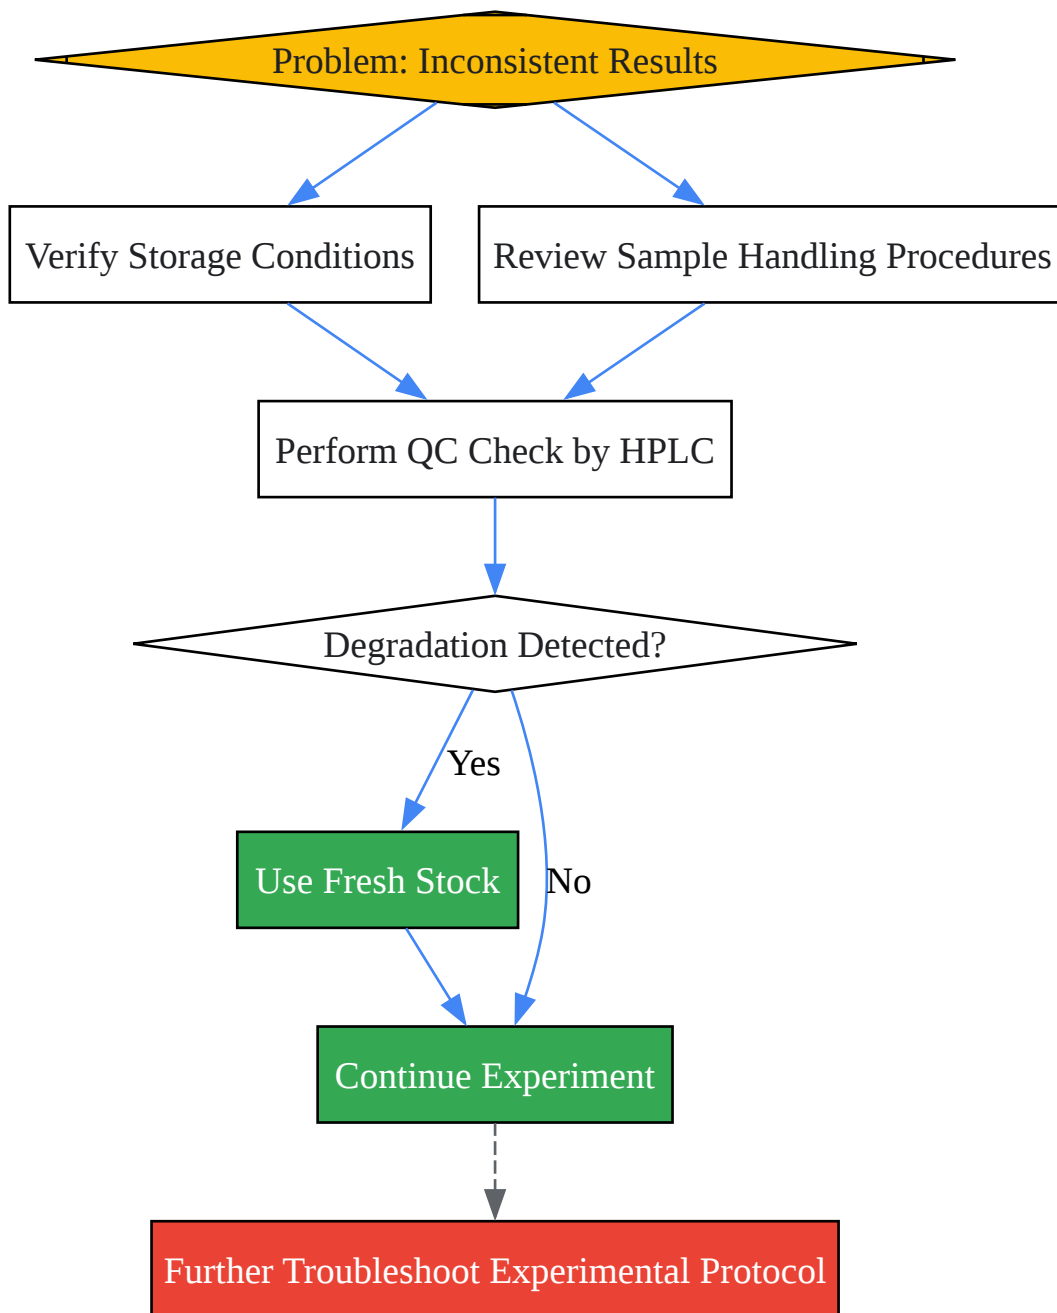 Problem: Inconsistent Results
Verify Storage Conditions
Review Sample Handling Procedures
Perform QC Check by HPLC
Degradation Detected?
Yes
Use Fresh Stock
No
Continue Experiment
Further Troubleshoot Experimental Protocol